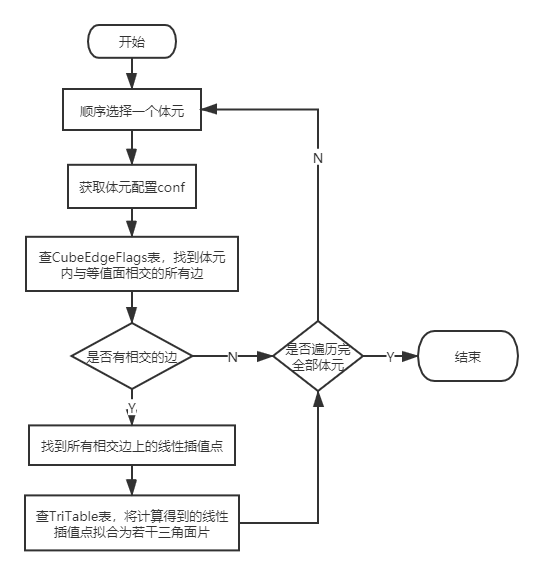 开始
顺序选择一个体元
获取体元配置conf
查CubeEdgeFlags表，找到体元
内与等值面相交的所有边
是否有相交的边
N
是否遍历完
全部体元
N
Y
结束
Y
找到所有相交边上的线性插值点
查TriTable表，将计算得到的线性
插值点拟合为若干三角面片